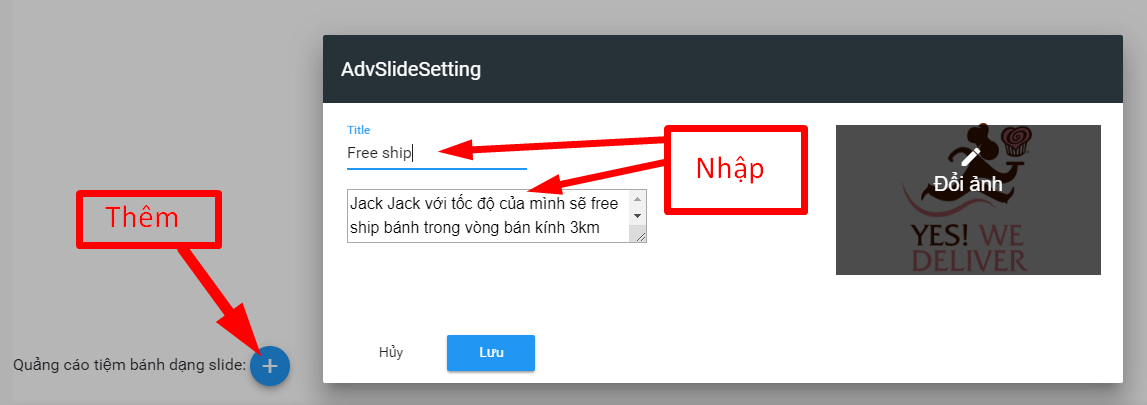 AdvSlideSetting
Title
Free ship
Nhập
Đổi ảnh
Jack Jack với tốc độ của mình sẽ free
ship bánh trong vòng bán kính 3km
YES! WE
DELIVER
Thêm
Hủy
Lưu
Quảng cáo tiệm bánh dạng slide: